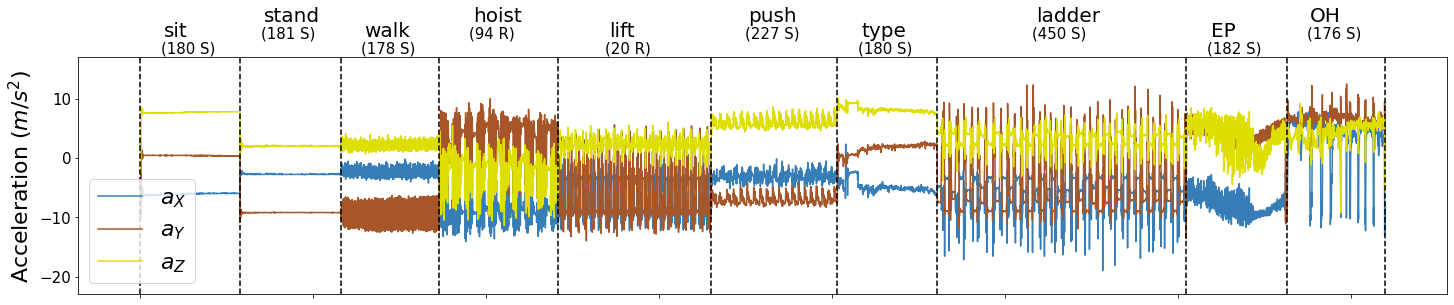 sit
(180 S)
stand
(181 S)
walk
(178 S)
hoist
(94 R)
lift
(20 R)
push
(227 S)
type
(180 S)
ladder
(450 S)
EP
(182 S)
OH
(176 S)
Acceleration (m/s²)
10
0
−10
−20
a_X
a_Y
a_Z